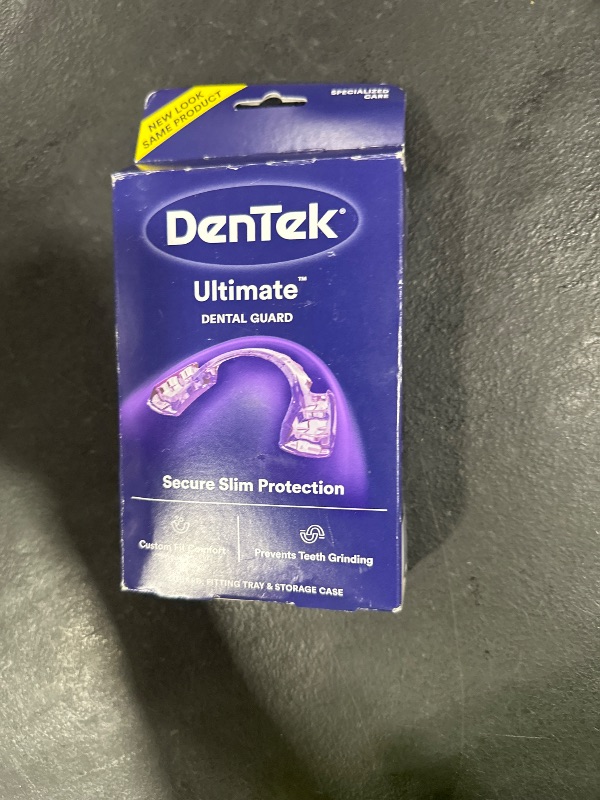 NEW LOOK
SAME PRODUCT
SPECIALIZED
CARE
DenTek®
Ultimate™
DENTAL GUARD
Secure Slim Protection
Custom Fit Comfort
Prevents Teeth Grinding
FITTING TRAY & STORAGE CASE